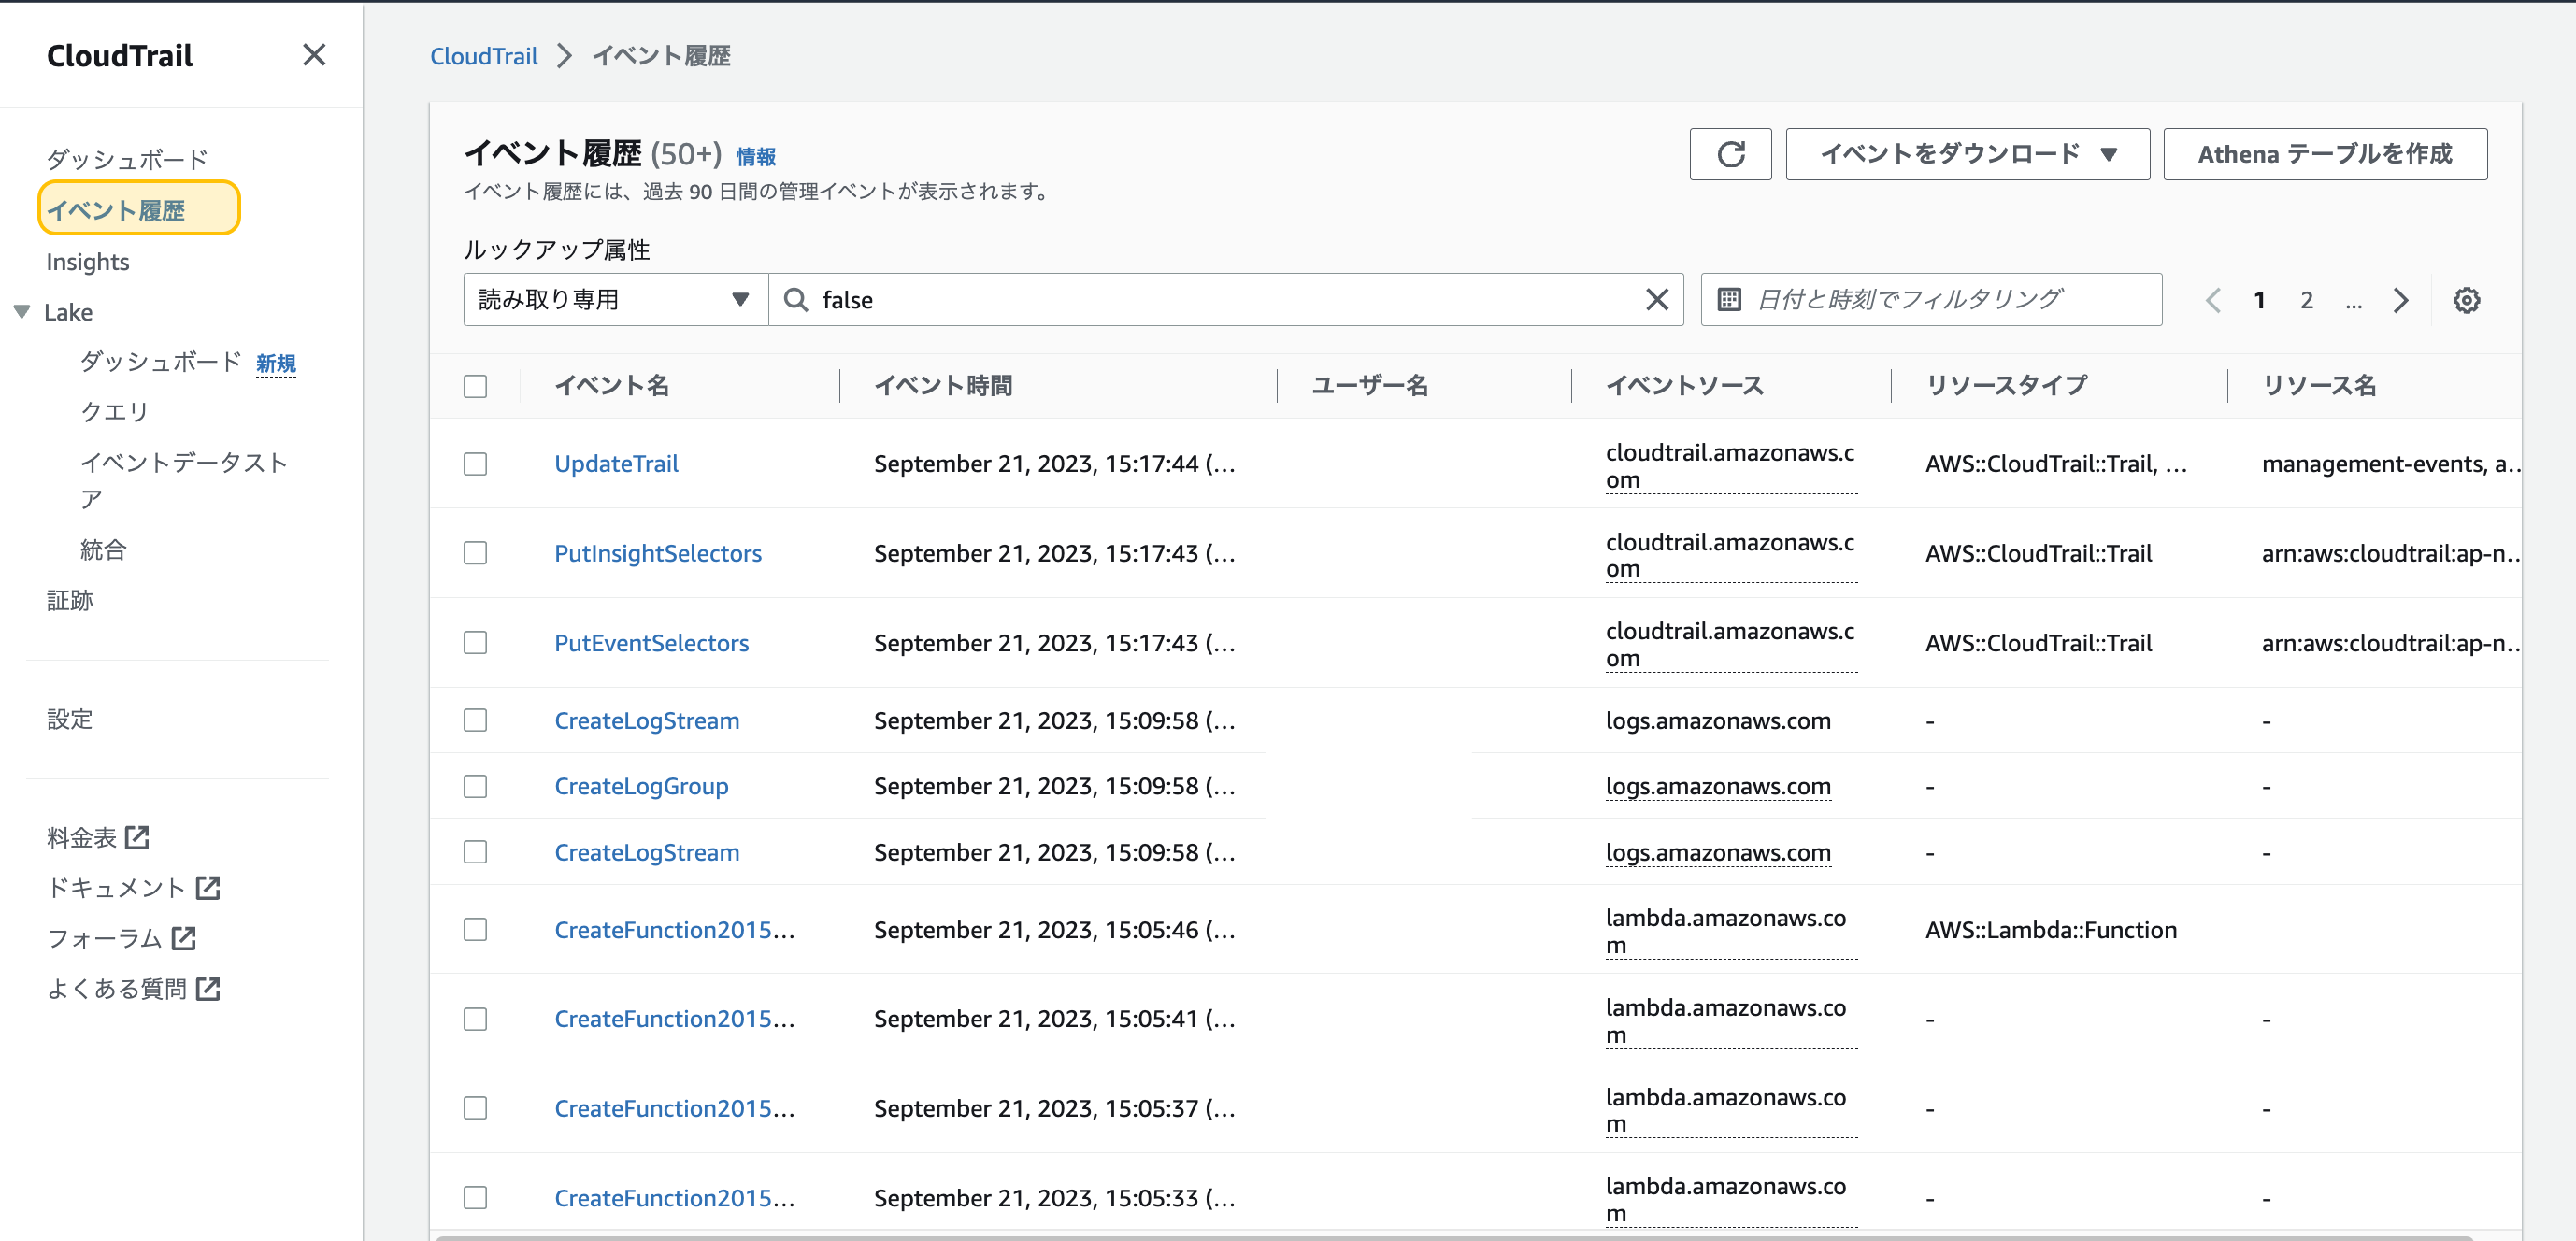 CloudTrail
ダッシュボード
イベント履歴
Insights
Lake
ダッシュボード 新規
クエリ
イベントデータスト
ア
統合
証跡
設定
料金表
ドキュメント
フォーラム
よくある質問
CloudTrail > イベント履歴
イベント履歴 (50+) 情報
イベント履歴には、過去 90 日間の管理イベントが表示されます。
イベントをダウンロード
Athena テーブルを作成
ルックアップ属性
読み取り専用
false
日付と時刻でフィルタリング
1 2 ...
イベント名 イベント時間 ユーザー名 イベントソース リソースタイプ リソース名
UpdateTrail September 21, 2023, 15:17:44 (… cloudtrail.amazonaws.c
om AWS::CloudTrail::Trail, … management-events, a…
PutInsightSelectors September 21, 2023, 15:17:43 (… cloudtrail.amazonaws.c
om AWS::CloudTrail::Trail arn:aws:cloudtrail:ap-n…
PutEventSelectors September 21, 2023, 15:17:43 (… cloudtrail.amazonaws.c
om AWS::CloudTrail::Trail arn:aws:cloudtrail:ap-n…
CreateLogStream September 21, 2023, 15:09:58 (… logs.amazonaws.com - -
CreateLogGroup September 21, 2023, 15:09:58 (… logs.amazonaws.com - -
CreateLogStream September 21, 2023, 15:09:58 (… logs.amazonaws.com - -
CreateFunction2015… September 21, 2023, 15:05:46 (… lambda.amazonaws.co
m AWS::Lambda::Function
CreateFunction2015… September 21, 2023, 15:05:41 (… lambda.amazonaws.co
m - -
CreateFunction2015… September 21, 2023, 15:05:37 (… lambda.amazonaws.co
m - -
CreateFunction2015… September 21, 2023, 15:05:33 (… lambda.amazonaws.co
m - -